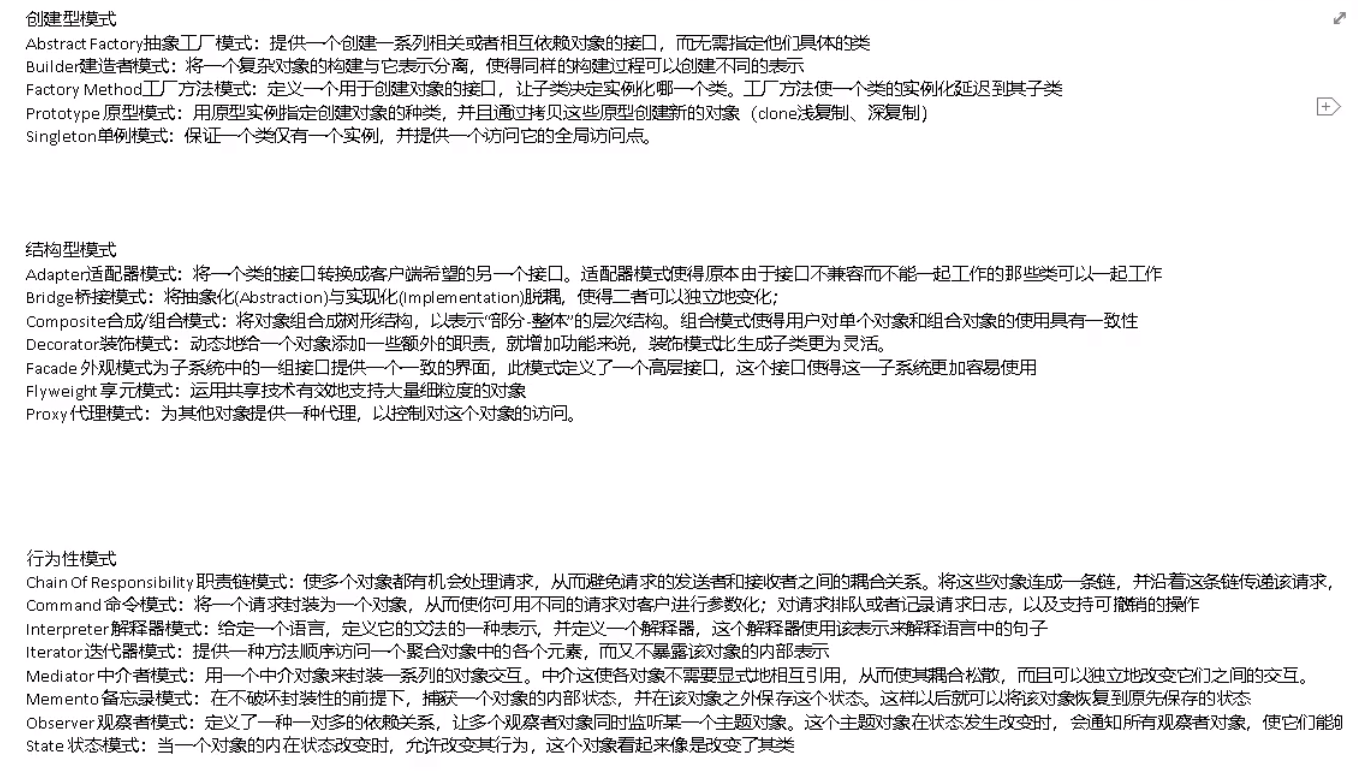 创建型模式
Abstract Factory抽象工厂模式：提供一个创建一系列相关或者相互依赖对象的接口，而无需指定他们具体的类
Builder建造者模式：将一个复杂对象的构建与它表示分离，使得同样的构建过程可以创建不同的表示
Factory Method工厂方法模式：定义一个用于创建对象的接口，让子类决定实例化哪一个类。工厂方法使一个类的实例化延迟到其子类
Prototype 原型模式：用原型实例指定创建对象的种类，并且通过拷贝这些原型创建新的对象（clone浅复制、深复制）
Singleton单例模式：保证一个类仅有一个实例，并提供一个访问它的全局访问点。
结构型模式
Adapter适配器模式：将一个类的接口转换成客户端希望的另一个接口。适配器模式使得原本由于接口不兼容而不能一起工作的那些类可以一起工作
Bridge桥接模式：将抽象化(Abstraction)与实现化(Implementation)脱耦，使得二者可以独立地变化；
Composite合成/组合模式：将对象组合成树形结构，以表示“部分-整体”的层次结构。组合模式使得用户对单个对象和组合对象的使用具有一致性
Decorator装饰模式：动态地给一个对象添加一些额外的职责，就增加功能来说，装饰模式比生成子类更为灵活。
Facade 外观模式为子系统中的一组接口提供一个一致的界面，此模式定义了一个高层接口，这个接口使得这一子系统更加容易使用
Flyweight 享元模式：运用共享技术有效地支持大量细粒度的对象
Proxy 代理模式：为其他对象提供一种代理，以控制对这个对象的访问。
行为性模式
Chain Of Responsibility 职责链模式：使多个对象都有机会处理请求，从而避免请求的发送者和接收者之间的耦合关系。将这些对象连成一条链，并沿着这条链传递该请求，
Command 命令模式：将一个请求封装为一个对象，从而使你可用不同的请求对客户进行参数化；对请求排队或者记录请求日志，以及支持可撤销的操作
Interpreter 解释器模式：给定一个语言，定义它的文法的一种表示，并定义一个解释器，这个解释器使用该表示来解释语言中的句子
Iterator 迭代器模式：提供一种方法顺序访问一个聚合对象中的各个元素，而又不暴露该对象的内部表示
Mediator 中介者模式：用一个中介对象来封装一系列的对象交互。中介这使各对象不需要显式地相互引用，从而使其耦合松散，而且可以独立地改变它们之间的交互。
Memento 备忘录模式：在不破坏封装性的前提下，捕获一个对象的内部状态，并在该对象之外保存这个状态。这样以后就可以将该对象恢复到原先保存的状态
Observer 观察者模式：定义了一种一对多的依赖关系，让多个观察者对象同时监听某一个主题对象。这个主题对象在状态发生改变时，会通知所有观察者对象，使它们能
State 状态模式：当一个对象的内在状态改变时，允许改变其行为，这个对象看起来像是改变了其类